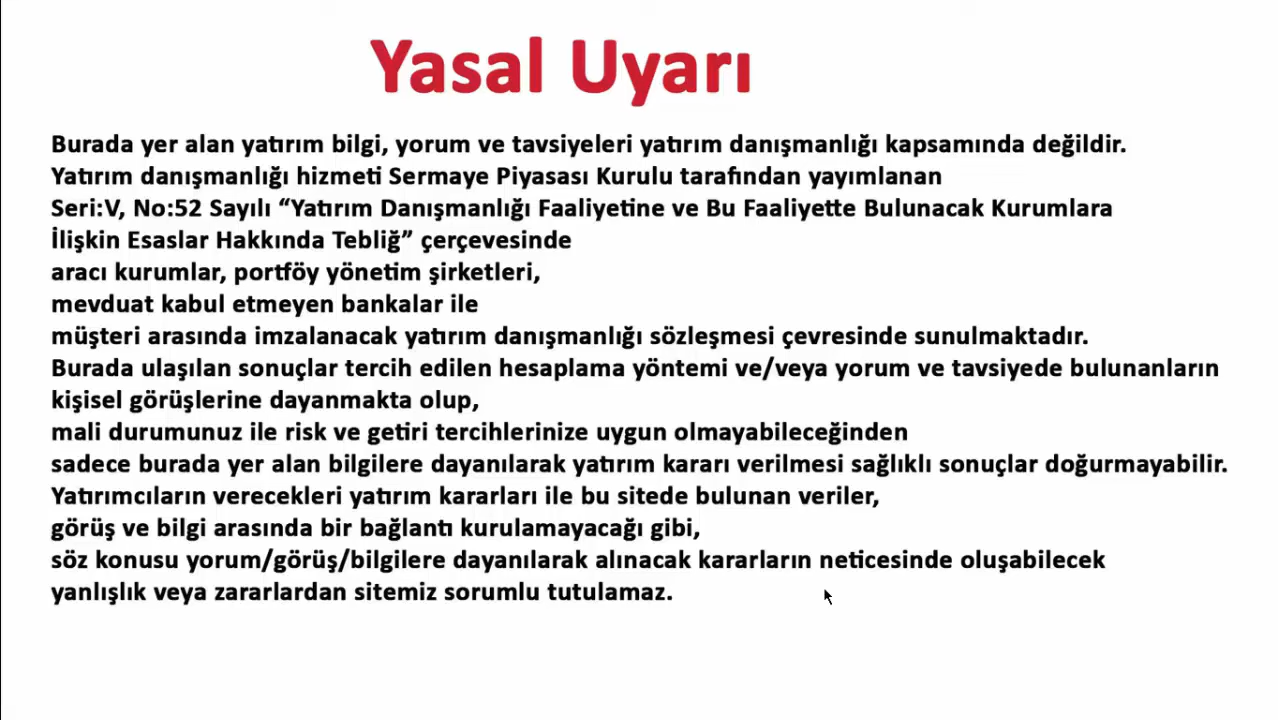 Yasal Uyarı
Burada yer alan yatırım bilgi, yorum ve tavsiyeleri yatırım danışmanlığı kapsamında değildir.
Yatırım danışmanlığı hizmeti Sermaye Piyasası Kurulu tarafından yayımlanan
Seri:V, No:52 Sayılı “Yatırım Danışmanlığı Faaliyetine ve Bu Faaliyette Bulunacak Kurumlara
İlişkin Esaslar Hakkında Tebliğ” çerçevesinde
aracı kurumlar, portföy yönetim şirketleri,
mevduat kabul etmeyen bankalar ile
müşteri arasında imzalanacak yatırım danışmanlığı sözleşmesi çevresinde sunulmaktadır.
Burada ulaşılan sonuçlar tercih edilen hesaplama yöntemi ve/veya yorum ve tavsiyede bulunanların
kişisel görüşlerine dayanmakta olup,
mali durumunuz ile risk ve getiri tercihlerinize uygun olmayabileceğinden
sadece burada yer alan bilgilere dayanılarak yatırım kararı verilmesi sağlıklı sonuçlar doğurmayabilir.
Yatırımcıların verecekleri yatırım kararları ile bu sitede bulunan veriler,
görüş ve bilgi arasında bir bağlantı kurulamayacağı gibi,
söz konusu yorum/görüş/bilgilere dayanılarak alınacak kararların neticesinde oluşabilecek
yanlışlık veya zararlardan sitemiz sorumlu tutulamaz.